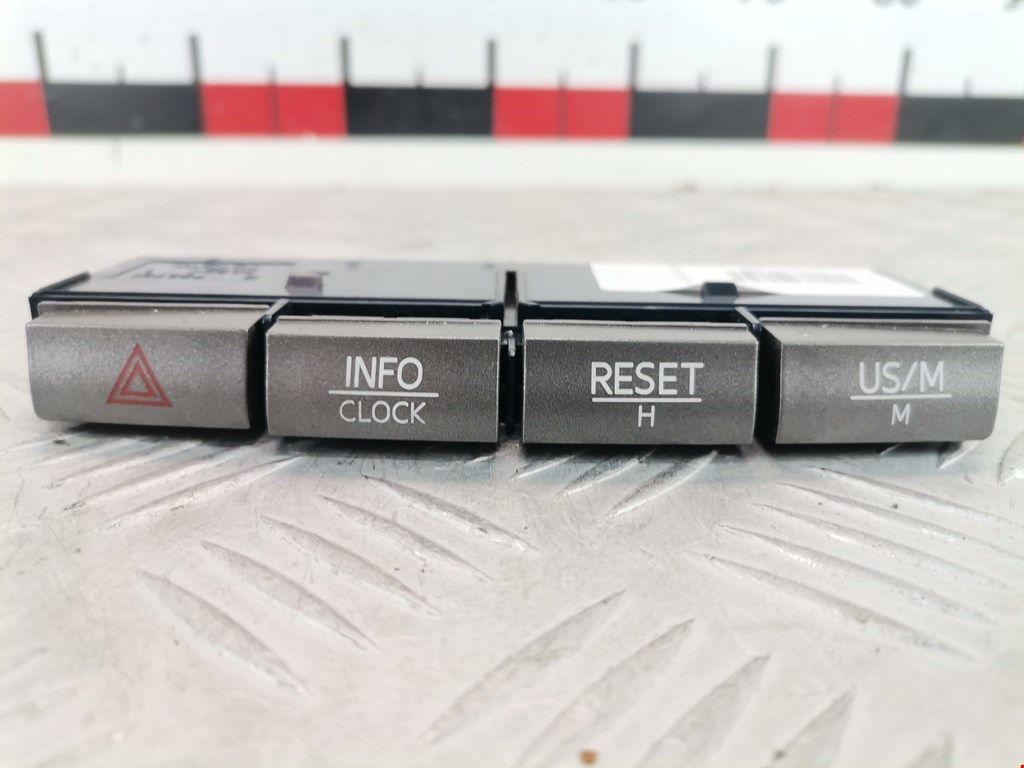 INFO
CLOCK
RESET
H
US/M
M